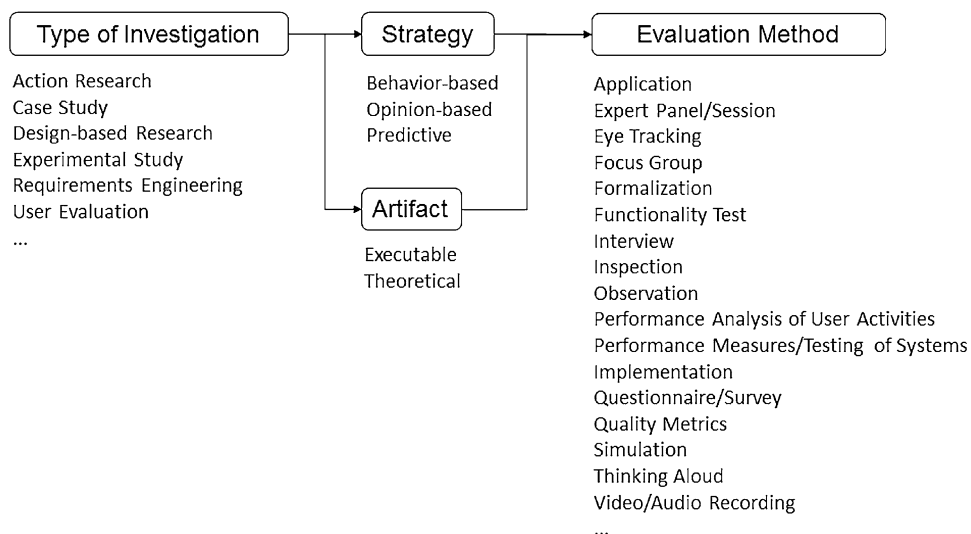 Type of Investigation
Action Research
Case Study
Design-based Research
Experimental Study
Requirements Engineering
User Evaluation
...
Strategy
Behavior-based
Opinion-based
Predictive
Artifact
Executable
Theoretical
Evaluation Method
Application
Expert Panel/Session
Eye Tracking
Focus Group
Formalization
Functionality Test
Interview
Inspection
Observation
Performance Analysis of User Activities
Performance Measures/Testing of Systems
Implementation
Questionnaire/Survey
Quality Metrics
Simulation
Thinking Aloud
Video/Audio Recording
...